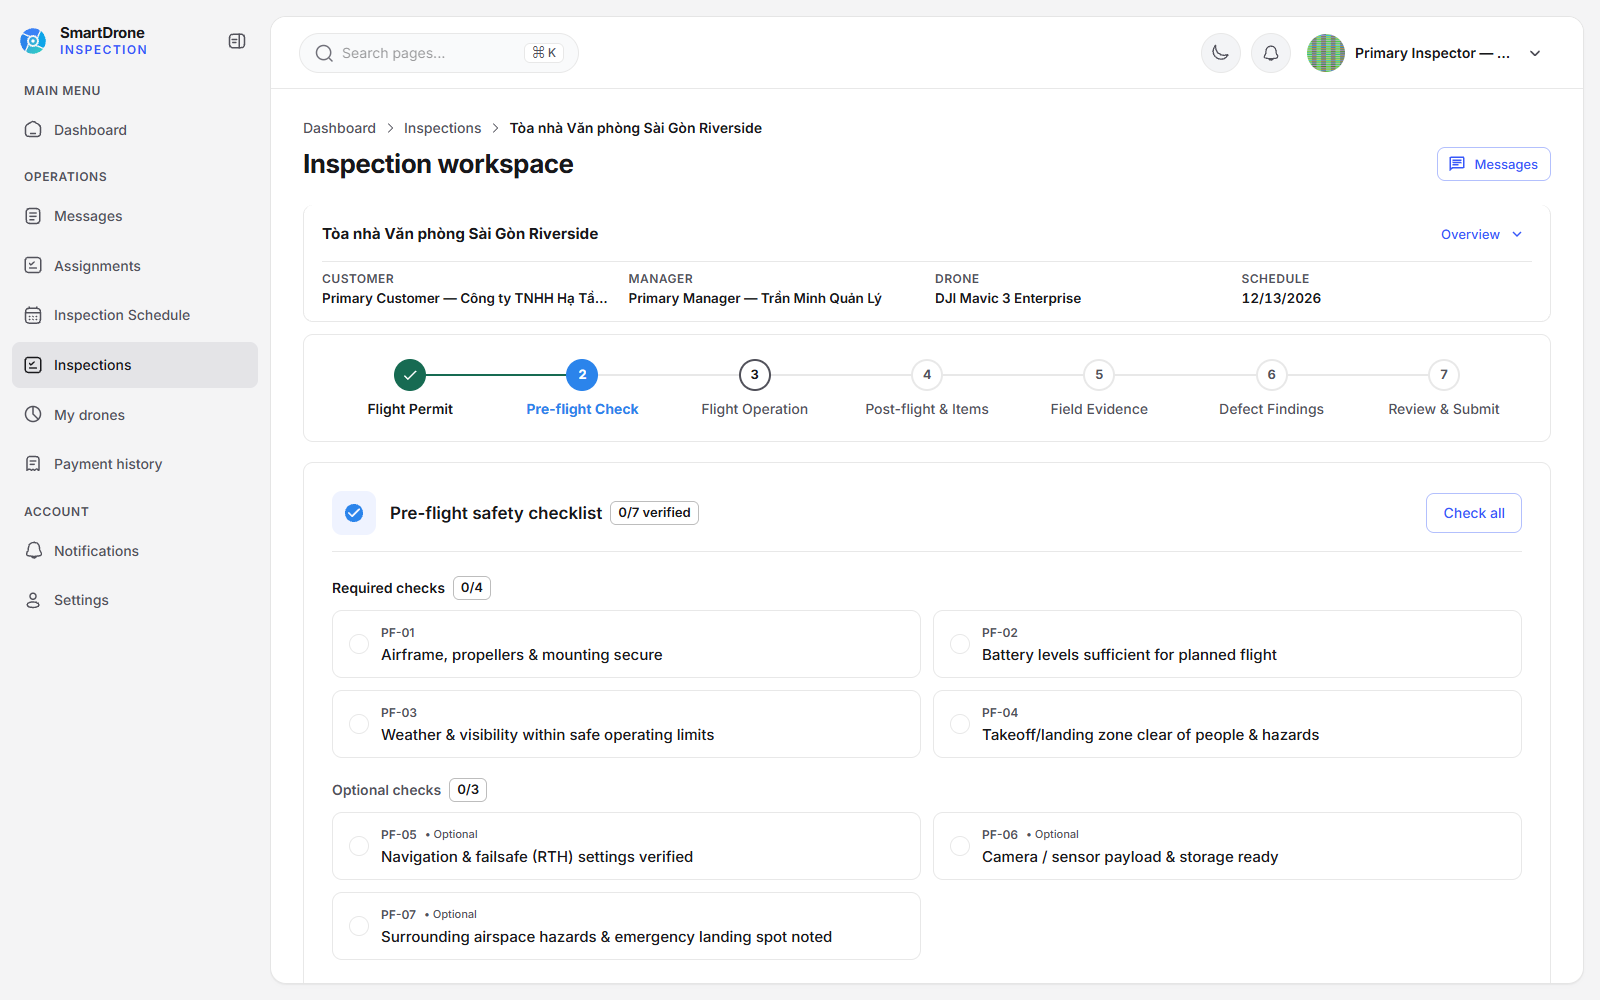 SmartDrone
INSPECTION
MAIN MENU
Dashboard
OPERATIONS
Messages
Assignments
Inspection Schedule
Inspections
My drones
Payment history
ACCOUNT
Notifications
Settings
Search pages... ⌘ K
Primary Inspector — ...
Dashboard > Inspections > Tòa nhà Văn phòng Sài Gòn Riverside
Inspection workspace
Messages
Tòa nhà Văn phòng Sài Gòn Riverside
Overview
CUSTOMER
Primary Customer — Công ty TNHH Hạ Tầ...
MANAGER
Primary Manager — Trần Minh Quản Lý
DRONE
DJI Mavic 3 Enterprise
SCHEDULE
12/13/2026
Flight Permit
2
Pre-flight Check
3
Flight Operation
4
Post-flight & Items
5
Field Evidence
6
Defect Findings
7
Review & Submit
Pre-flight safety checklist 0/7 verified
Check all
Required checks 0/4
PF-01
Airframe, propellers & mounting secure
PF-02
Battery levels sufficient for planned flight
PF-03
Weather & visibility within safe operating limits
PF-04
Takeoff/landing zone clear of people & hazards
Optional checks 0/3
PF-05 • Optional
Navigation & failsafe (RTH) settings verified
PF-06 • Optional
Camera / sensor payload & storage ready
PF-07 • Optional
Surrounding airspace hazards & emergency landing spot noted